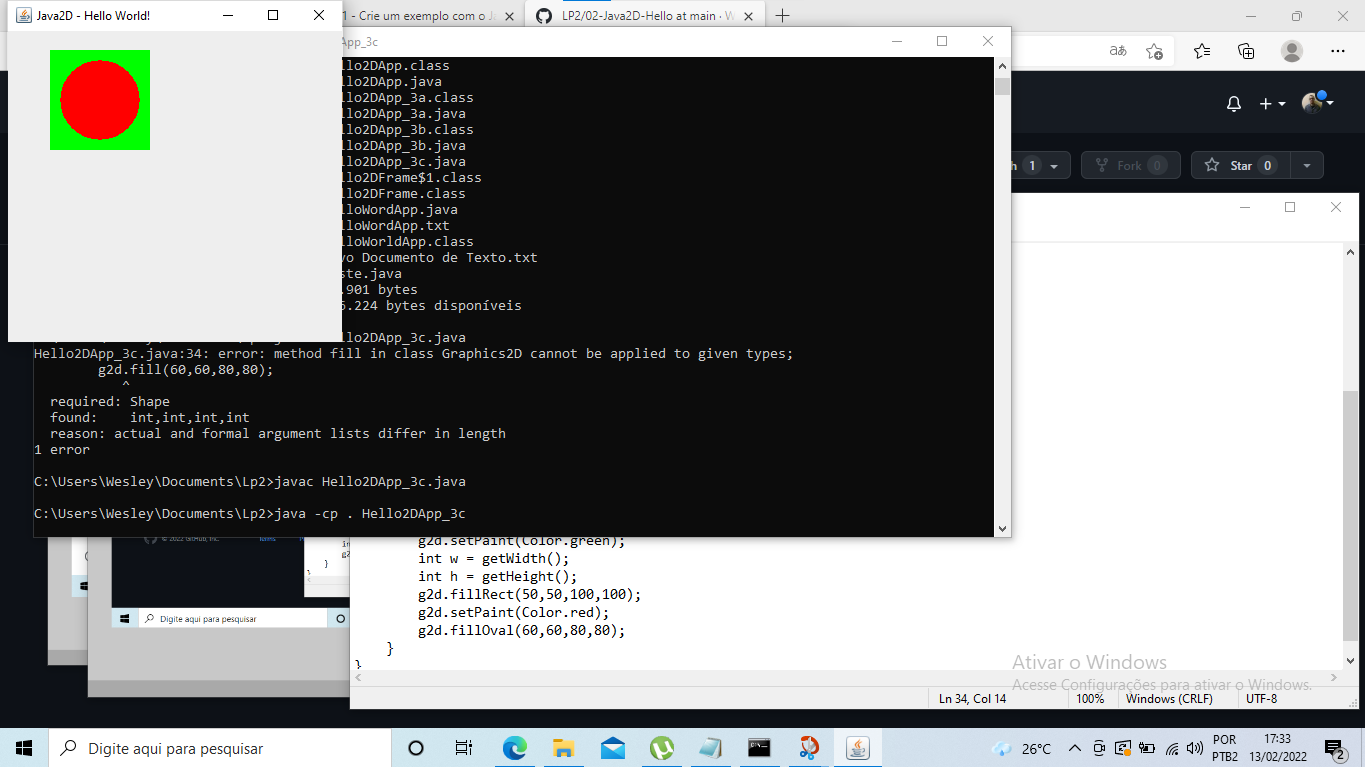 Java2D - Hello World!
1 - Crie um exemplo com o J
LP2/02-Java2D-Hello at main · W
App_3c
llo2DApp.class
llo2DApp.java
llo2DApp_3a.class
llo2DApp_3a.java
llo2DApp_3b.class
llo2DApp_3b.java
llo2DApp_3c.java
llo2DFrame$1.class
llo2DFrame.class
lloWordApp.java
lloWordApp.txt
lloWorldApp.class
vo Documento de Texto.txt
ste.java
.901 bytes
6.224 bytes disponíveis
llo2DApp_3c.java
Hello2DApp_3c.java:34: error: method fill in class Graphics2D cannot be applied to given types;
g2d.fill(60,60,80,80);
^
required: Shape
found: int,int,int,int
reason: actual and formal argument lists differ in length
1 error
C:\Users\Wesley\Documents\Lp2>javac Hello2DApp_3c.java
C:\Users\Wesley\Documents\Lp2>java -cp . Hello2DApp_3c
h 1
Fork 0
Star 0
© 2022 GitHub, Inc. Terms
Digite aqui para pesquisar
g2d.setPaint(Color.green);
int w = getWidth();
int h = getHeight();
g2d.fillRect(50,50,100,100);
g2d.setPaint(Color.red);
g2d.fillOval(60,60,80,80);
}
}
Ativar o Windows
Acesse Configurações para ativar o Windows.
Ln 34, Col 14
100%
Windows (CRLF)
UTF-8
Digite aqui para pesquisar
26°C
POR
PTB2
17:33
13/02/2022
2